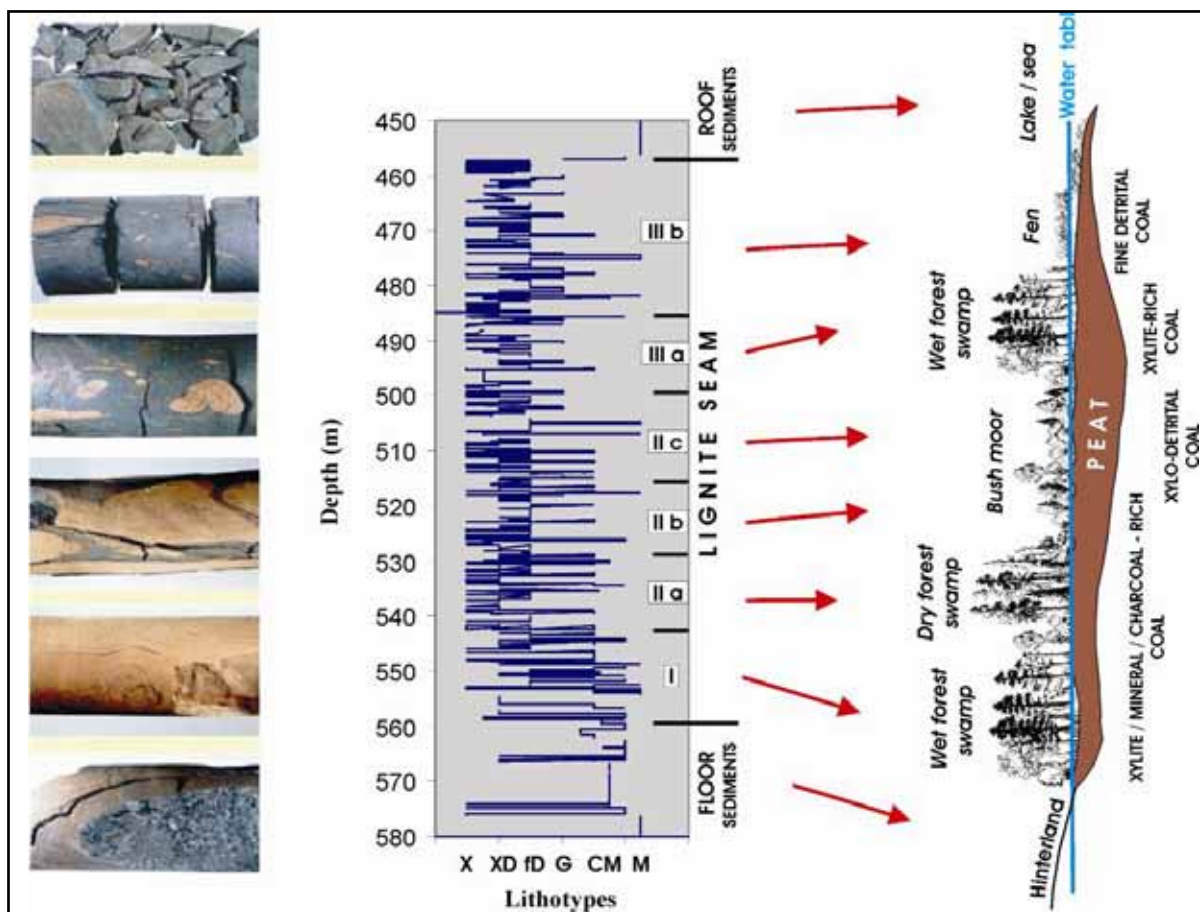 Depth (m)
450
460
470
480
490
500
510
520
530
540
550
560
570
580
X XD fD G CM M
Lithotypes
ROOF
SEDIMENTS
III b
III a
II c
II b
II a
I
LIGNITE SEAM
FLOOR
SEDIMENTS
Lake / sea
Water tabl
Fen
Wet forest
swamp
Bush moor
Dry forest
swamp
Wet forest
swamp
Hinterland
PEAT
FINE DETRITAL
COAL
XYLITE-RICH
COAL
XYLO-DETRITAL
COAL
XYLITE / MINERAL / CHARCOAL - RICH
COAL